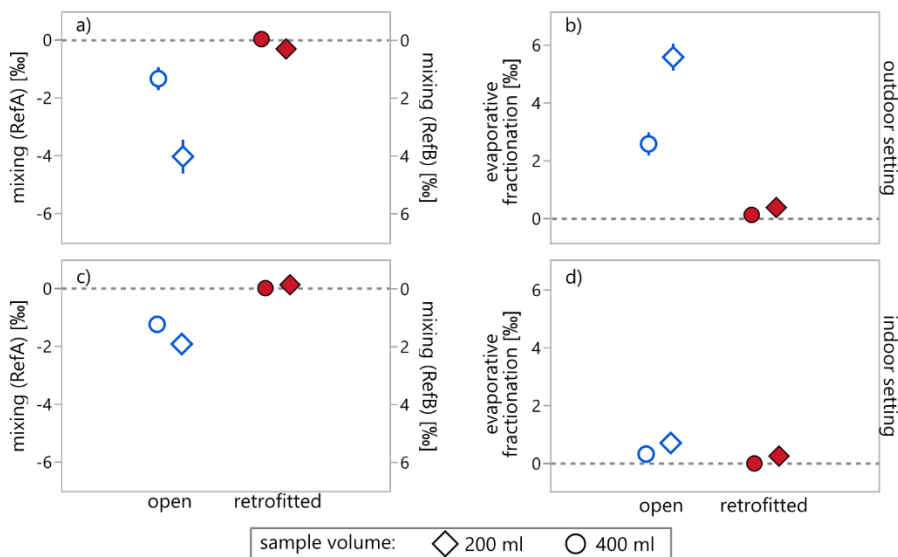 a)
mixing (RefA) [‰]
0
-2
-4
-6
0
2
4
6
mixing (RefB) [‰]
b)
evaporative
fractionation [‰]
6
4
2
0
outdoor setting
c)
mixing (RefA) [‰]
0
-2
-4
-6
0
2
4
6
mixing (RefB) [‰]
open
retrofitted
d)
evaporative
fractionation [‰]
6
4
2
0
open
retrofitted
indoor setting
sample volume: 200 ml 400 ml